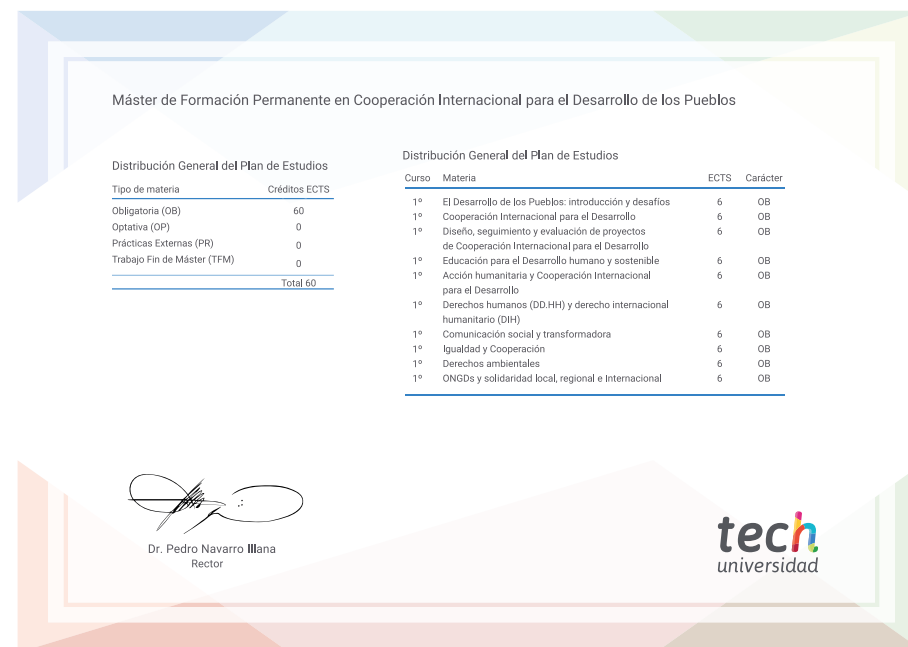 Máster de Formación Permanente en Cooperación Internacional para el Desarrollo de los Pueblos
Distribución General del Plan de Estudios
Tipo de materia Créditos ECTS
Obligatoria (OB) 60
Optativa (OP) 0
Prácticas Externas (PR) 0
Trabajo Fin de Máster (TFM) 0
Total 60
Distribución General del Plan de Estudios
Curso Materia ECTS Carácter
1º El Desarrollo de los Pueblos: introducción y desafíos 6 OB
1º Cooperación Internacional para el Desarrollo 6 OB
1º Diseño, seguimiento y evaluación de proyectos 6 OB
de Cooperación Internacional para el Desarrollo
1º Educación para el Desarrollo humano y sostenible 6 OB
1º Acción humanitaria y Cooperación Internacional 6 OB
para el Desarrollo
1º Derechos humanos (DD.HH) y derecho internacional 6 OB
humanitario (DIH)
1º Comunicación social y transformadora 6 OB
1º Igualdad y Cooperación 6 OB
1º Derechos ambientales 6 OB
1º ONGDs y solidaridad local, regional e Internacional 6 OB
Dr. Pedro Navarro Illana
Rector
tech
universidad